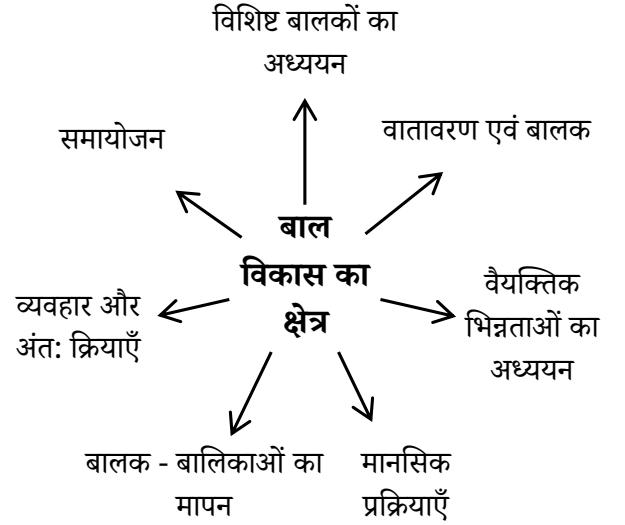 विशिष्ट बालकों का
अध्ययन
समायोजन
वातावरण एवं बालक
बाल
विकास का
क्षेत्र
व्यवहार और
अंत: क्रियाएँ
वैयक्तिक
भिन्नताओं का
अध्ययन
बालक - बालिकाओं का
मापन
मानसिक
प्रक्रियाएँ